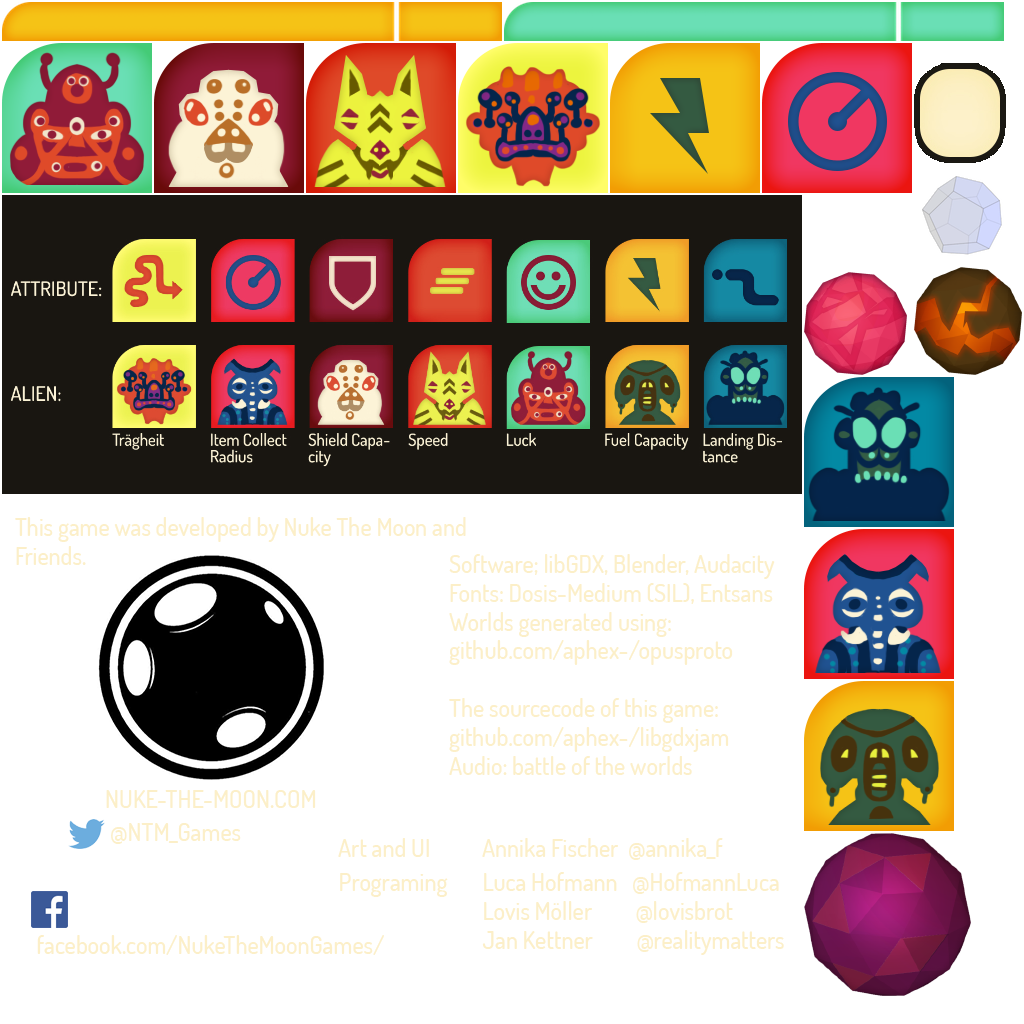 ATTRIBUTE:
ALIEN:
Trägheit
Item Collect
Radius
Shield Capa-
city
Speed
Luck
Fuel Capacity
Landing Dis-
tance
This game was developed by Nuke The Moon and
Friends.
Software; libGDX, Blender, Audacity
Fonts: Dosis-Medium (SIL), Entsans
Worlds generated using:
github.com/aphex-/opusproto
The sourcecode of this game:
github.com/aphex-/libgdxjam
Audio: battle of the worlds
NUKE-THE-MOON.COM
@NTM_Games
Art and UI Annika Fischer @annika_f
Programing Luca Hofmann @HofmannLuca
Lovis Möller @lovisbrot
Jan Kettner @realitymatters
facebook.com/NukeTheMoonGames/